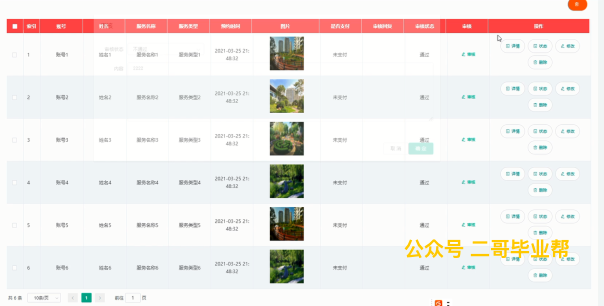 索引 账号 姓名 服务名称 服务类型 预约时间 图片 是否支付 审核回复 审核状态 审核 操作
1 账号1 姓名1 服务名称1 服务类型1 2021-03-25 21:48:32 未支付 通过 审核 详情 状态 修改 删除
2 账号2 姓名2 服务名称2 服务类型2 2021-03-25 21:48:32 未支付 通过 审核 详情 状态 修改 删除
3 账号3 姓名3 服务名称3 服务类型3 2021-03-25 21:48:32 未支付 通过 审核 详情 状态 修改 删除
4 账号4 姓名4 服务名称4 服务类型4 2021-03-25 21:48:32 未支付 通过 审核 详情 状态 修改 删除
5 账号5 姓名5 服务名称5 服务类型5 2021-03-25 21:48:32 未支付 通过 审核 详情 状态 修改 删除
公众号 二哥毕业帮
6 账号6 姓名6 服务名称6 服务类型6 2021-03-25 21:48:32 未支付 通过 审核 详情 状态 修改 删除
共 6 条 10条/页 1 前往 1 页